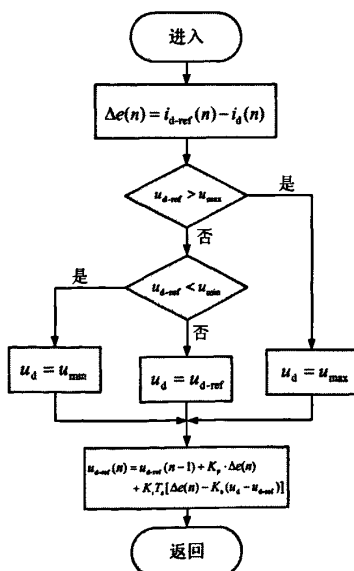 进入
Δe(n) = i_d-ref(n) − i_d(n)
u_d-ref > u_max
是
否
是
u_d-ref < u_min
否
u_d = u_min
u_d = u_d-ref
u_d = u_max
u_d-ref(n) = u_d-ref(n−1) + K_p · Δe(n)
+ K_i T_s[Δe(n) − K_s(u_d − u_d-ref)]
返回